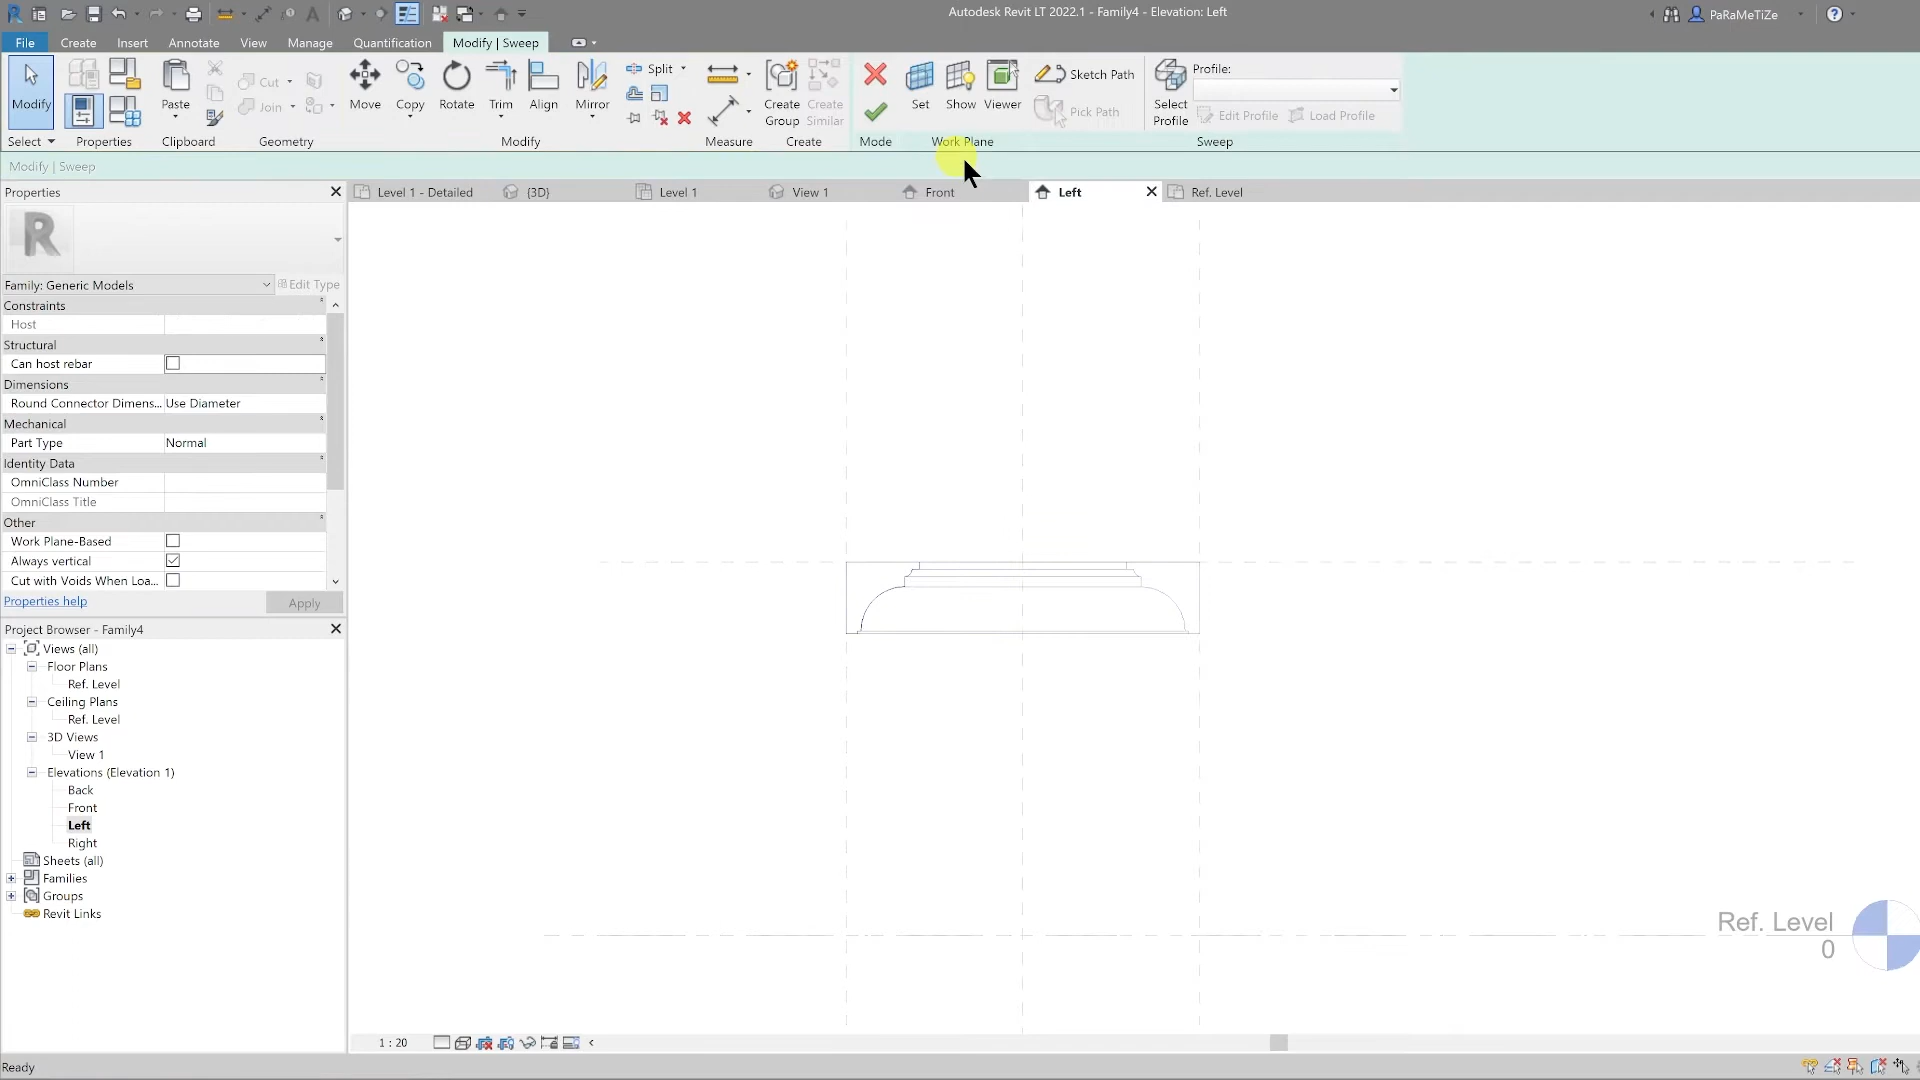 Autodesk Revit LT 2022.1 - Family4 - Elevation: Left
PaRaMeTiZe
File Create Insert Annotate View Manage Quantification Modify | Sweep
Modify
Select
Properties
Paste
Clipboard
Cut
Join
Geometry
Move
Copy
Rotate
Trim
Align
Mirror
Split
Modify
Measure
Create Group
Create Similar
Create
Mode
Set
Show
Viewer
Work Plane
Sketch Path
Pick Path
Select Profile
Profile:
Edit Profile
Load Profile
Sweep
Modify | Sweep
Properties
Level 1 - Detailed
{3D}
Level 1
View 1
Front
Left
Ref. Level
R
Family: Generic Models
Edit Type
Constraints
Host
Structural
Can host rebar
Dimensions
Round Connector Dimens... Use Diameter
Mechanical
Part Type Normal
Identity Data
OmniClass Number
OmniClass Title
Other
Work Plane-Based
Always vertical
Cut with Voids When Loa...
Properties help
Apply
Project Browser - Family4
Views (all)
Floor Plans
Ref. Level
Ceiling Plans
Ref. Level
3D Views
View 1
Elevations (Elevation 1)
Back
Front
Left
Right
Sheets (all)
Families
Groups
Revit Links
Ref. Level
0
1 : 20
Ready